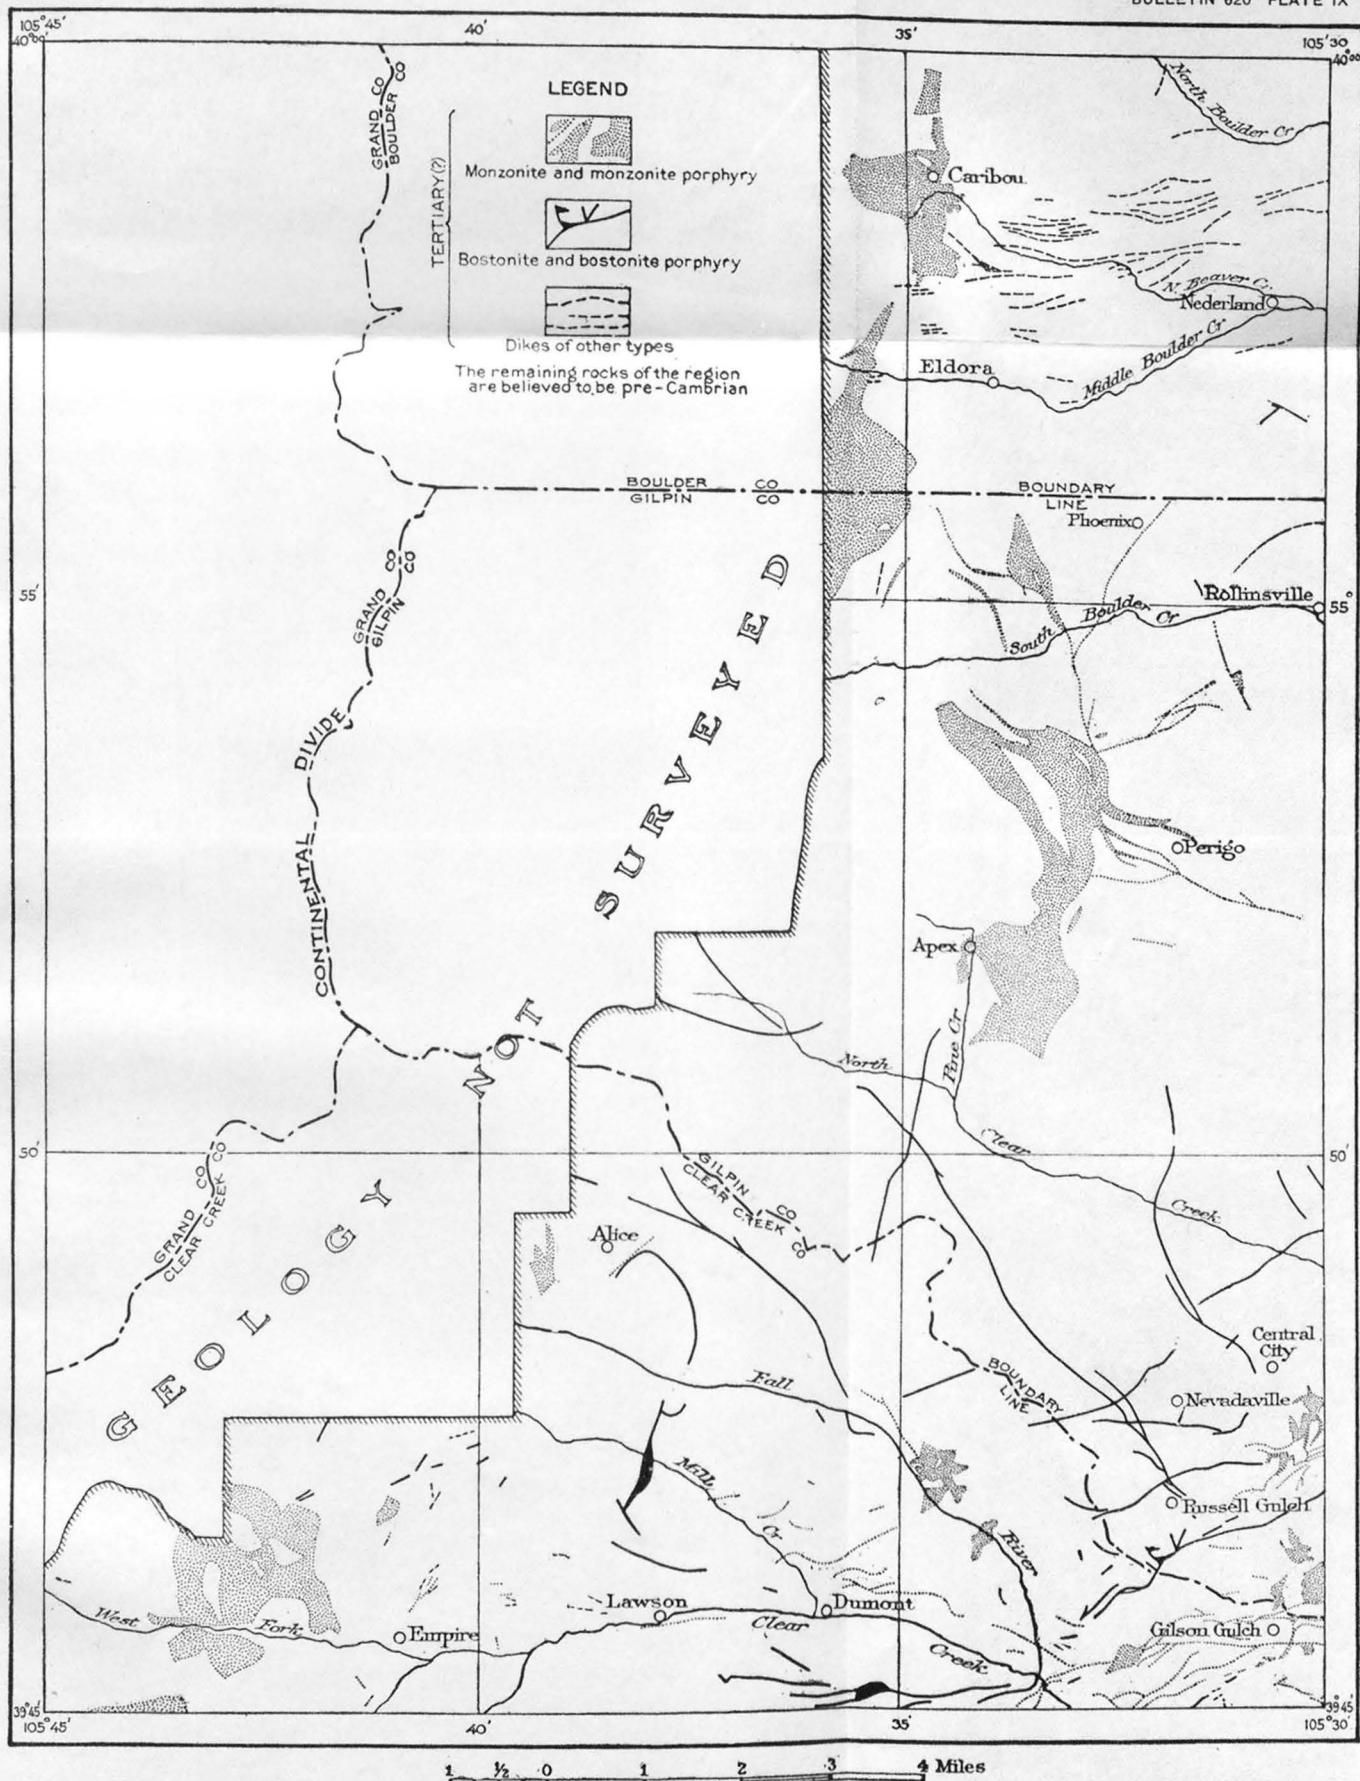 BULLETIN 620 PLATE IX
105°45'
40'
35'
105°30'
40°00'
40°00'
LEGEND
TERTIARY(?)
Monzonite and monzonite porphyry
Bostonite and bostonite porphyry
Dikes of other types
The remaining rocks of the region
are believed to be pre-Cambrian
GRAND CO
BOULDER CO
North Boulder Cr
Caribou
N. Beaver Cr.
Nederland
Eldora
Middle Boulder Cr
BOULDER CO
GILPIN CO
BOUNDARY
LINE
Phoenix
GRAND CO
GILPIN CO
55'
Rollinsville
55'
South Boulder Cr
CONTINENTAL DIVIDE
Perigo
Apex
Pine Cr
North Clear Creek
GEOLOGY NOT SURVEYED
50'
50'
GRAND CO
CLEAR CREEK CO
GILPIN CO
CLEAR CREEK CO
Alice
Central
City
BOUNDARY
LINE
Fall River
Nevadaville
Mill Cr
Russell Gulch
Lawson
Dumont
West Fork
Empire
Clear Creek
Gilson Gulch
39°45'
39°45'
105°45'
40'
35'
105°30'
1 ½ 0 1 2 3 4 Miles